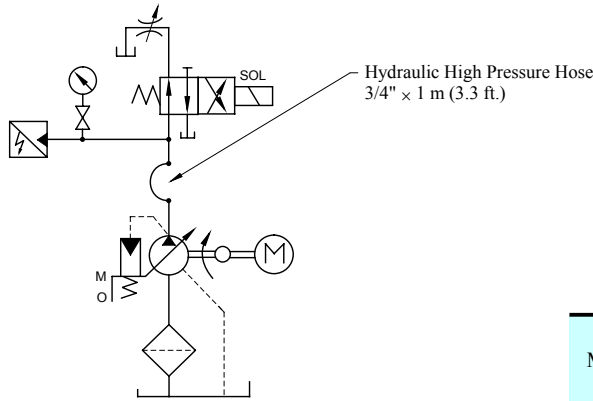 SOL
Hydraulic High Pressure Hose
3/4" × 1 m (3.3 ft.)
M
O
M
M